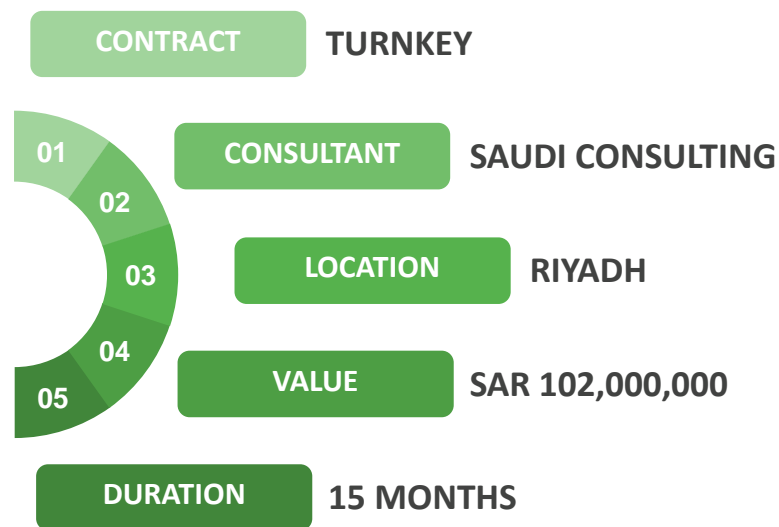 CONTRACT TURNKEY
01
CONSULTANT SAUDI CONSULTING
02
LOCATION RIYADH
03
04
VALUE SAR 102,000,000
05
DURATION 15 MONTHS